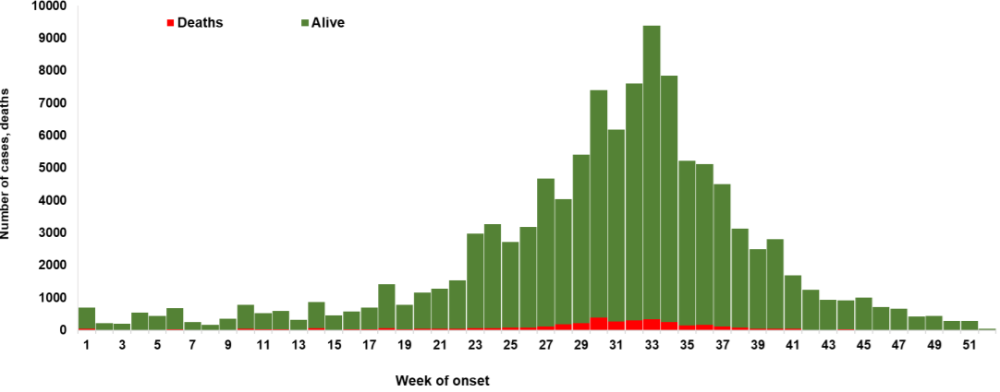 Number of cases, deaths
10000
9000
8000
7000
6000
5000
4000
3000
2000
1000
0
Deaths Alive
1 3 5 7 9 11 13 15 17 19 21 23 25 27 29 31 33 35 37 39 41 43 45 47 49 51
Week of onset